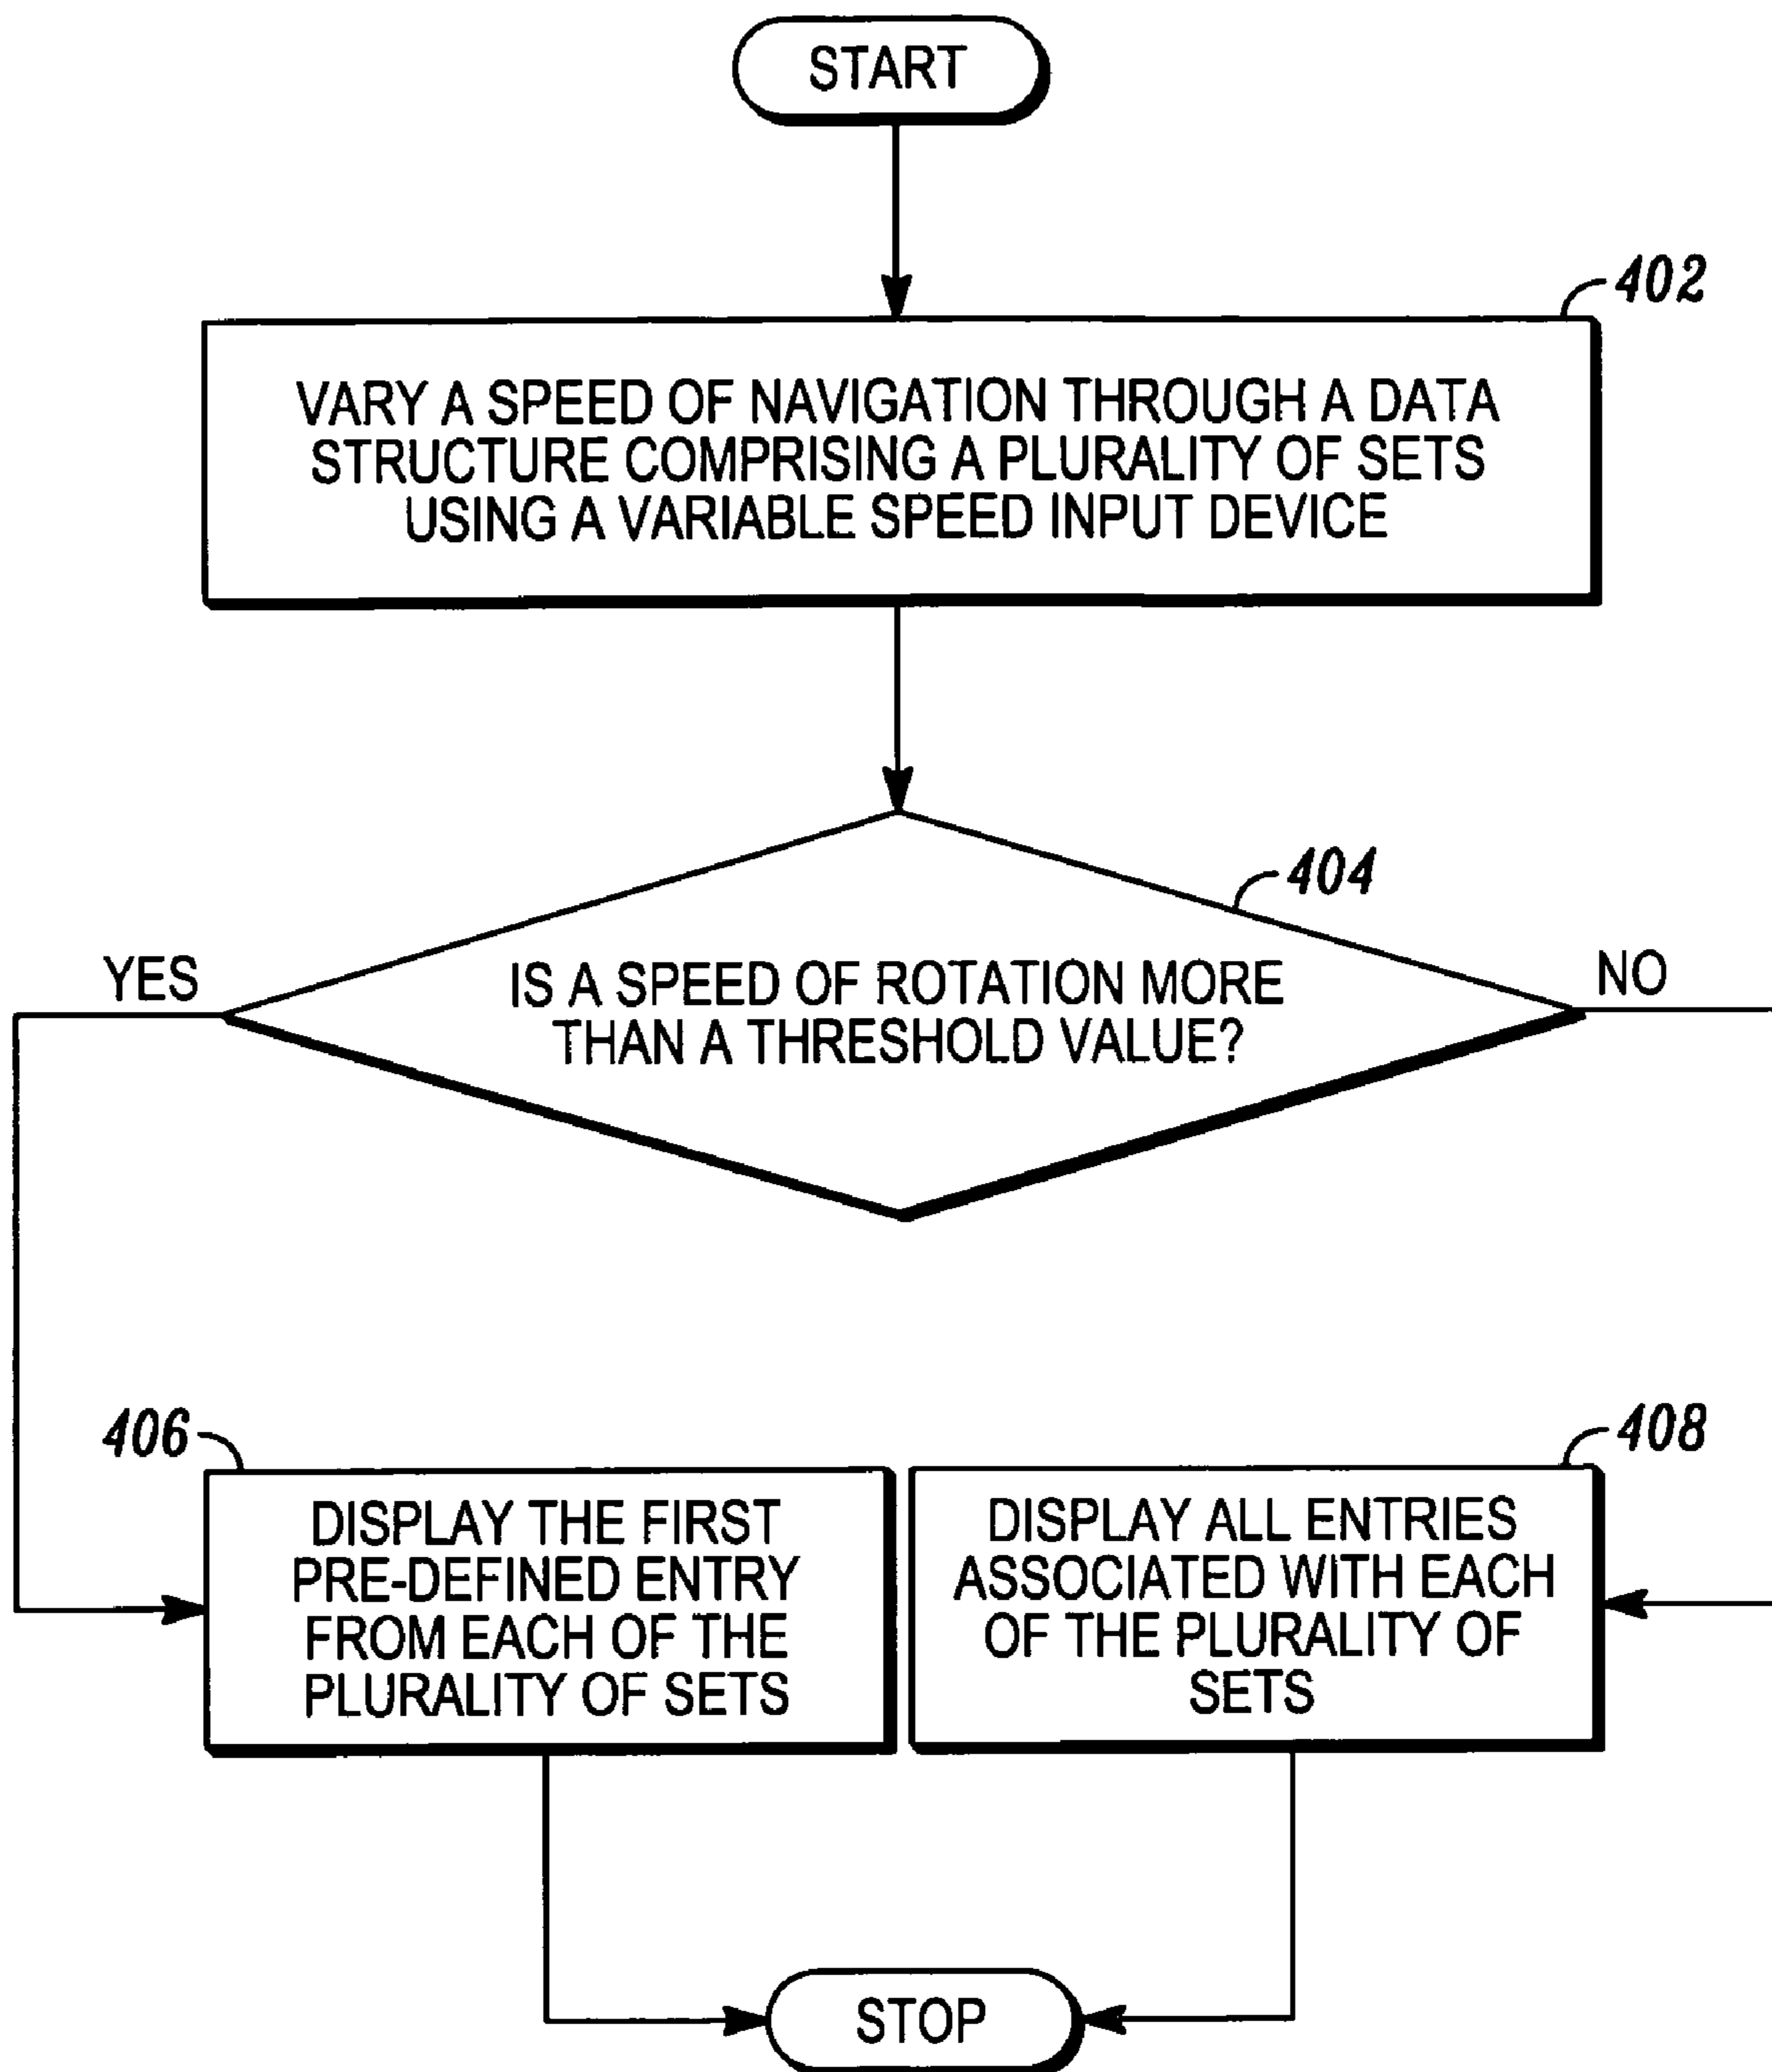 START
402
VARY A SPEED OF NAVIGATION THROUGH A DATA
STRUCTURE COMPRISING A PLURALITY OF SETS
USING A VARIABLE SPEED INPUT DEVICE
404
YES
IS A SPEED OF ROTATION MORE
THAN A THRESHOLD VALUE?
NO
406
DISPLAY THE FIRST
PRE-DEFINED ENTRY
FROM EACH OF THE
PLURALITY OF SETS
408
DISPLAY ALL ENTRIES
ASSOCIATED WITH EACH
OF THE PLURALITY OF
SETS
STOP